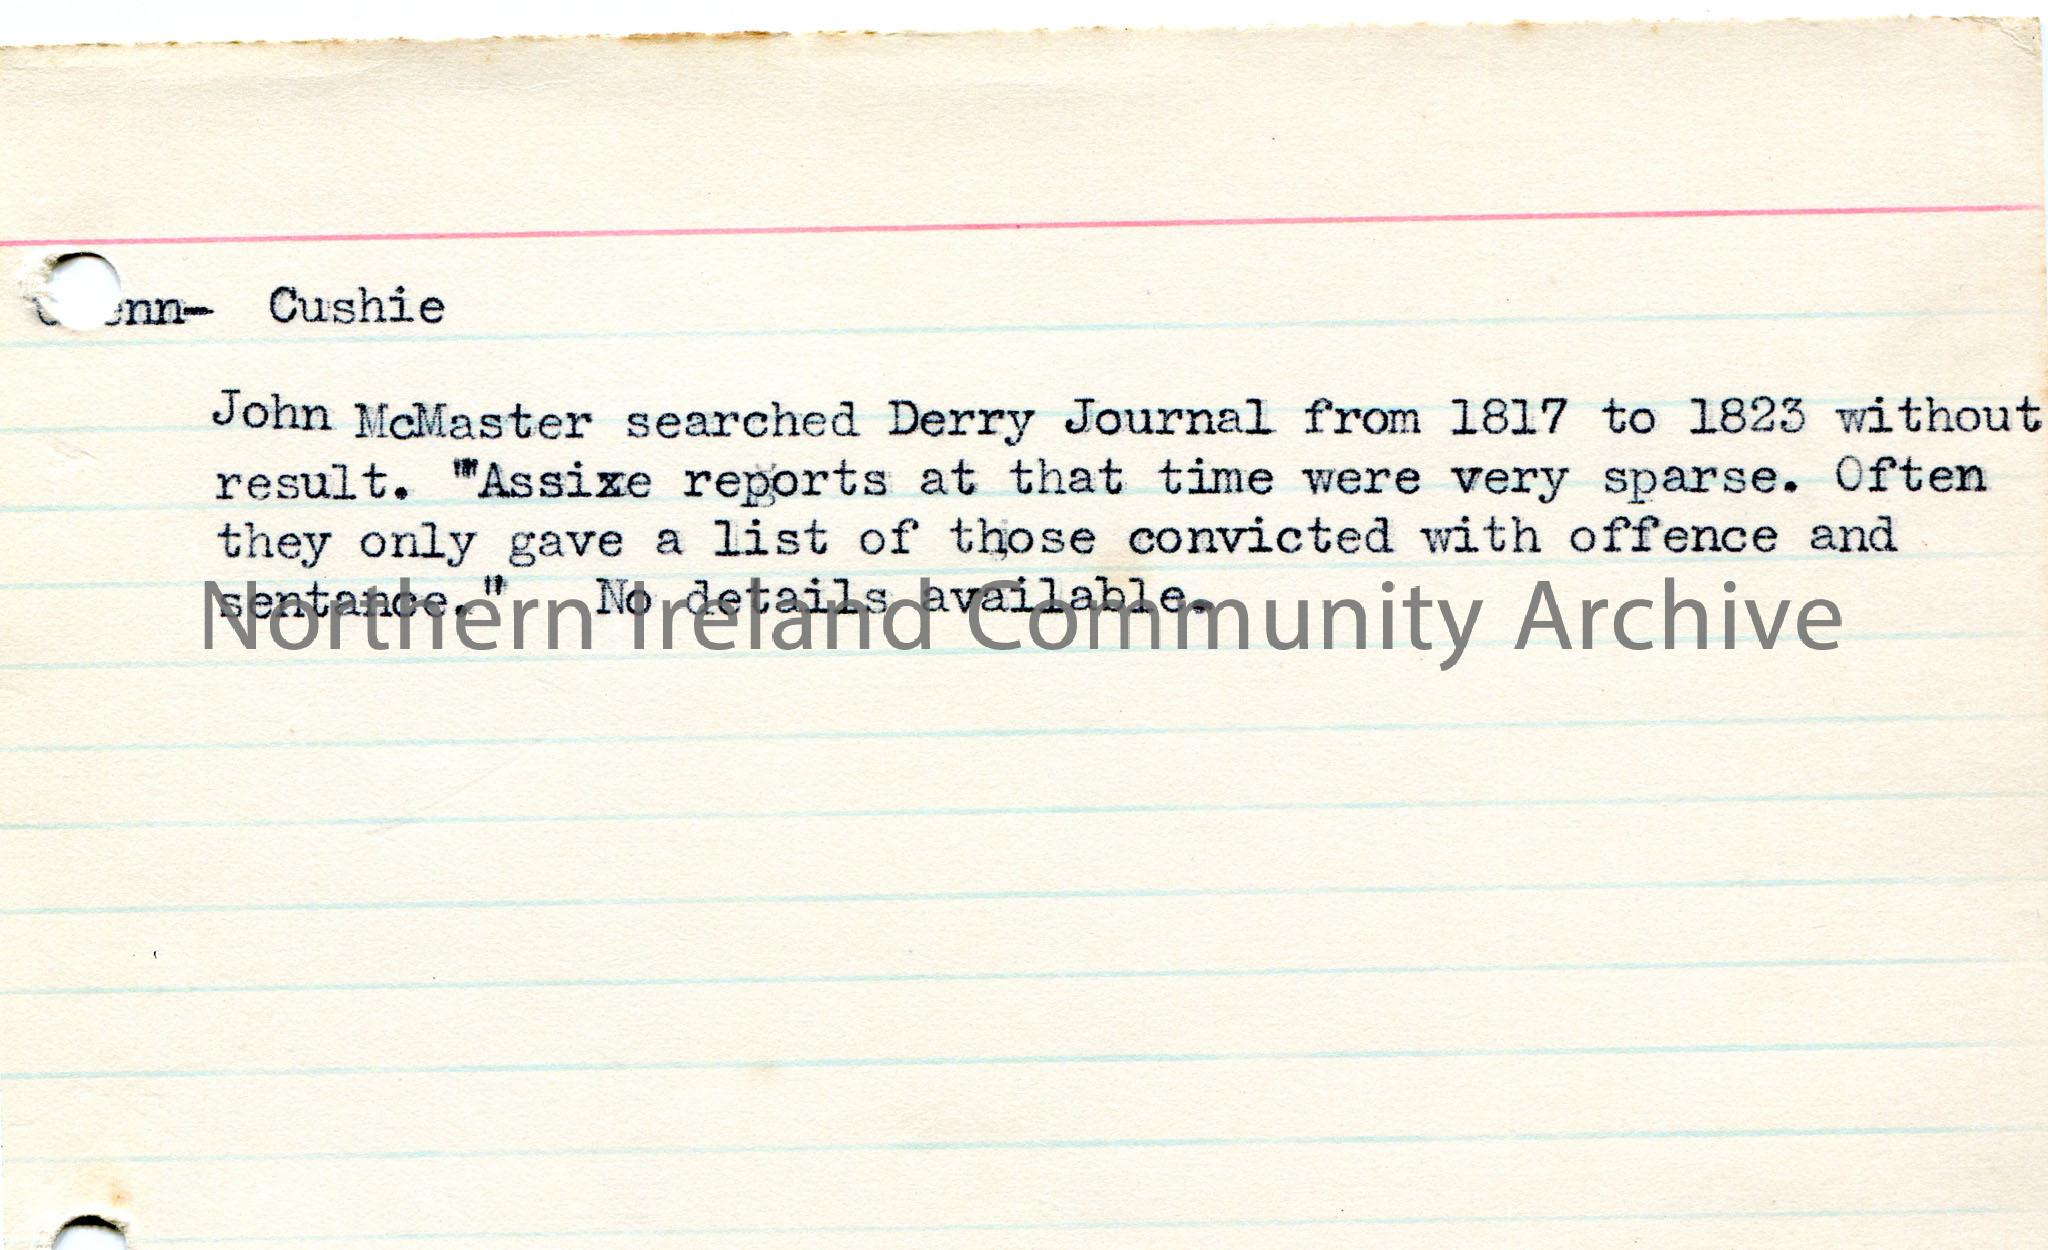 Cushie
John McMaster searched Derry Journal from 1817 to 1823 without
result. "Assixe reports at that time were very sparse. Often
they only gave a list of those convicted with offence and
sentance."  No details available.
Northern Ireland Community Archive